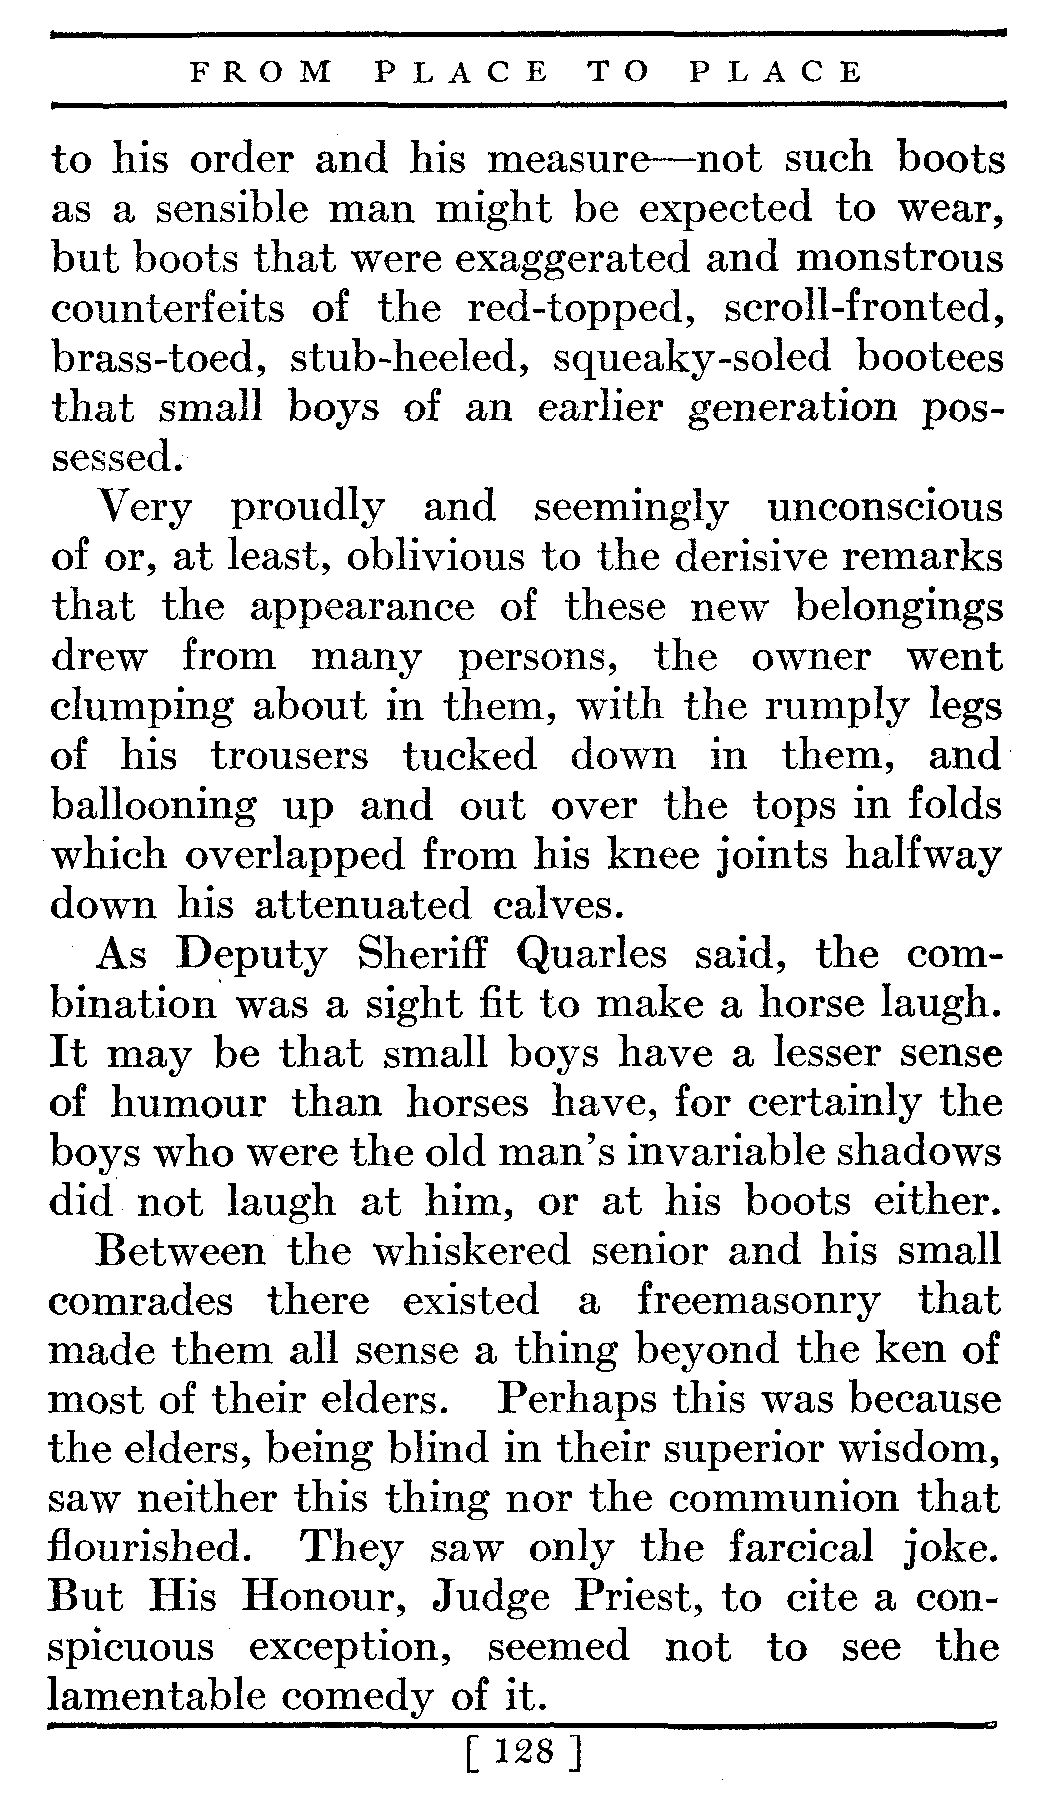 FROM PLACE TO PLACE
to his order and his measure—not such boots
as a sensible man might be expected to wear,
but boots that were exaggerated and monstrous
counterfeits of the red-topped, scroll-fronted,
brass-toed, stub-heeled, squeaky-soled bootees
that small boys of an earlier generation pos-
sessed.
Very proudly and seemingly unconscious
of or, at least, oblivious to the derisive remarks
that the appearance of these new belongings
drew from many persons, the owner went
clumping about in them, with the rumply legs
of his trousers tucked down in them, and
ballooning up and out over the tops in folds
which overlapped from his knee joints halfway
down his attenuated calves.
As Deputy Sheriff Quarles said, the com-
bination was a sight fit to make a horse laugh.
It may be that small boys have a lesser sense
of humour than horses have, for certainly the
boys who were the old man's invariable shadows
did not laugh at him, or at his boots either.
Between the whiskered senior and his small
comrades there existed a freemasonry that
made them all sense a thing beyond the ken of
most of their elders. Perhaps this was because
the elders, being blind in their superior wisdom,
saw neither this thing nor the communion that
flourished. They saw only the farcical joke.
But His Honour, Judge Priest, to cite a con-
spicuous exception, seemed not to see the
lamentable comedy of it.
[ 128 ]